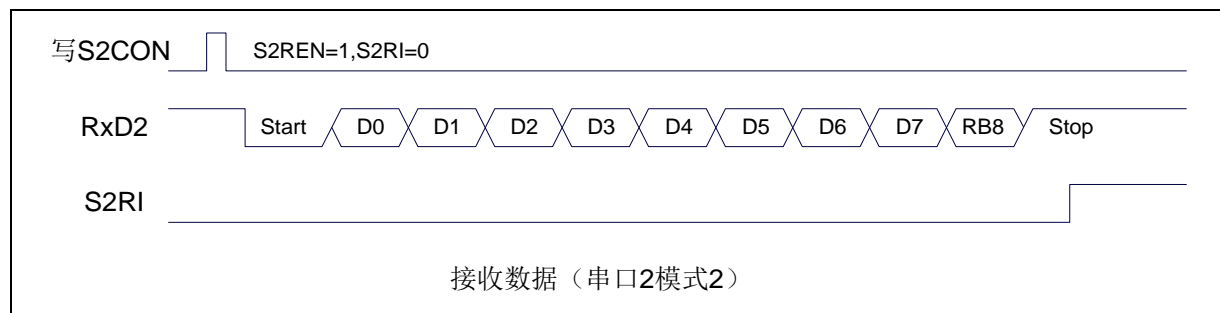 写S2CON S2REN=1,S2RI=0
RxD2 Start D0 D1 D2 D3 D4 D5 D6 D7 RB8 Stop
S2RI
接收数据（串口2模式2）